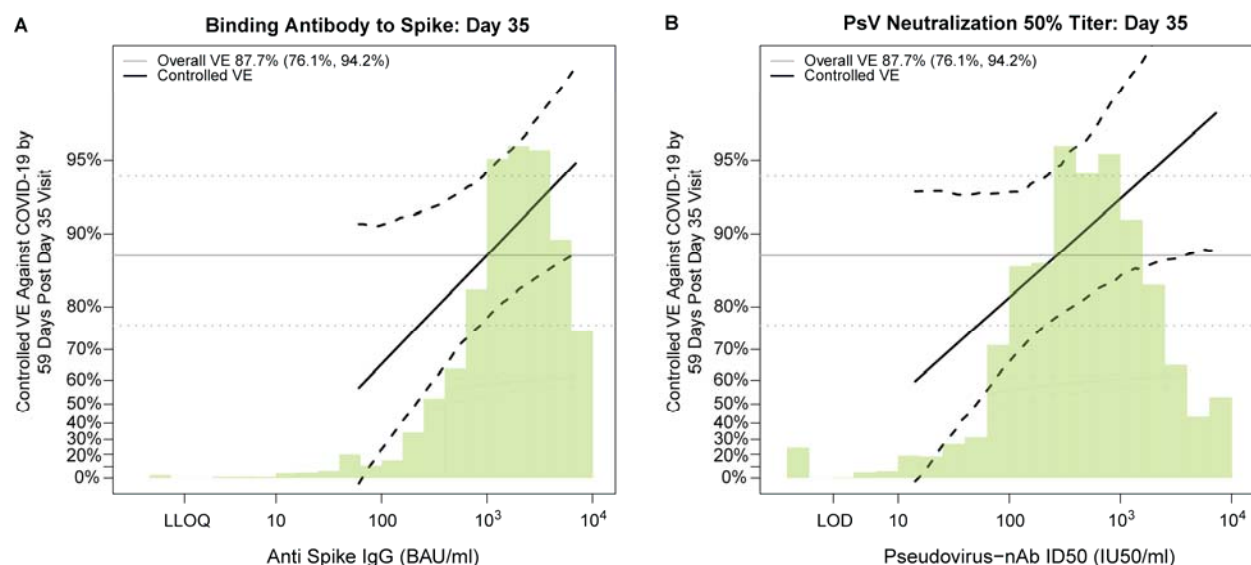 A
Binding Antibody to Spike: Day 35
Overall VE 87.7% (76.1%, 94.2%)
Controlled VE
Controlled VE Against COVID-19 by
59 Days Post Day 35 Visit
95%
90%
80%
70%
60%
50%
40%
30%
20%
0%
LLOQ 10 100 10³ 10⁴
Anti Spike IgG (BAU/ml)
B
PsV Neutralization 50% Titer: Day 35
Overall VE 87.7% (76.1%, 94.2%)
Controlled VE
Controlled VE Against COVID-19 by
59 Days Post Day 35 Visit
95%
90%
80%
70%
60%
50%
40%
30%
20%
0%
LOD 10 100 10³ 10⁴
Pseudovirus−nAb ID50 (IU50/ml)